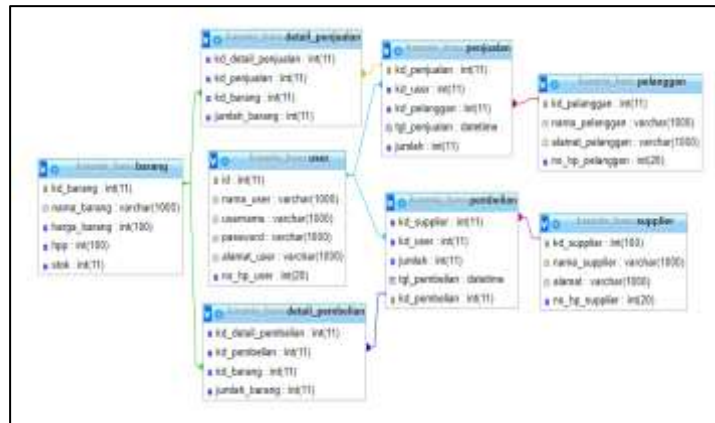 detail_penjualan
kd_detail_penjualan : int(11)
kd_penjualan : int(11)
kd_barang : int(11)
jumlah_barang : int(11)
penjualan
kd_penjualan : int(11)
kd_user : int(11)
kd_pelanggan : int(11)
tgl_penjualan : datetime
jumlah : int(11)
pelanggan
kd_pelanggan : int(11)
nama_pelanggan : varchar(1000)
alamat_pelanggan : varchar(1000)
no_hp_pelanggan : int(20)
barang
kd_barang : int(11)
nama_barang : varchar(1000)
harga_barang : int(100)
hpp : int(100)
stok : int(11)
user
id : int(11)
nama_user : varchar(1000)
username : varchar(1000)
password : varchar(1000)
alamat_user : varchar(1000)
no_hp_user : int(20)
pembelian
kd_supplier : int(11)
kd_user : int(11)
jumlah : int(11)
tgl_pembelian : datetime
kd_pembelian : int(11)
supplier
kd_supplier : int(100)
nama_supplier : varchar(1000)
alamat : varchar(1000)
no_hp_supplier : int(20)
detail_pembelian
kd_detail_pembelian : int(11)
kd_pembelian : int(11)
kd_barang : int(11)
jumlah_barang : int(11)